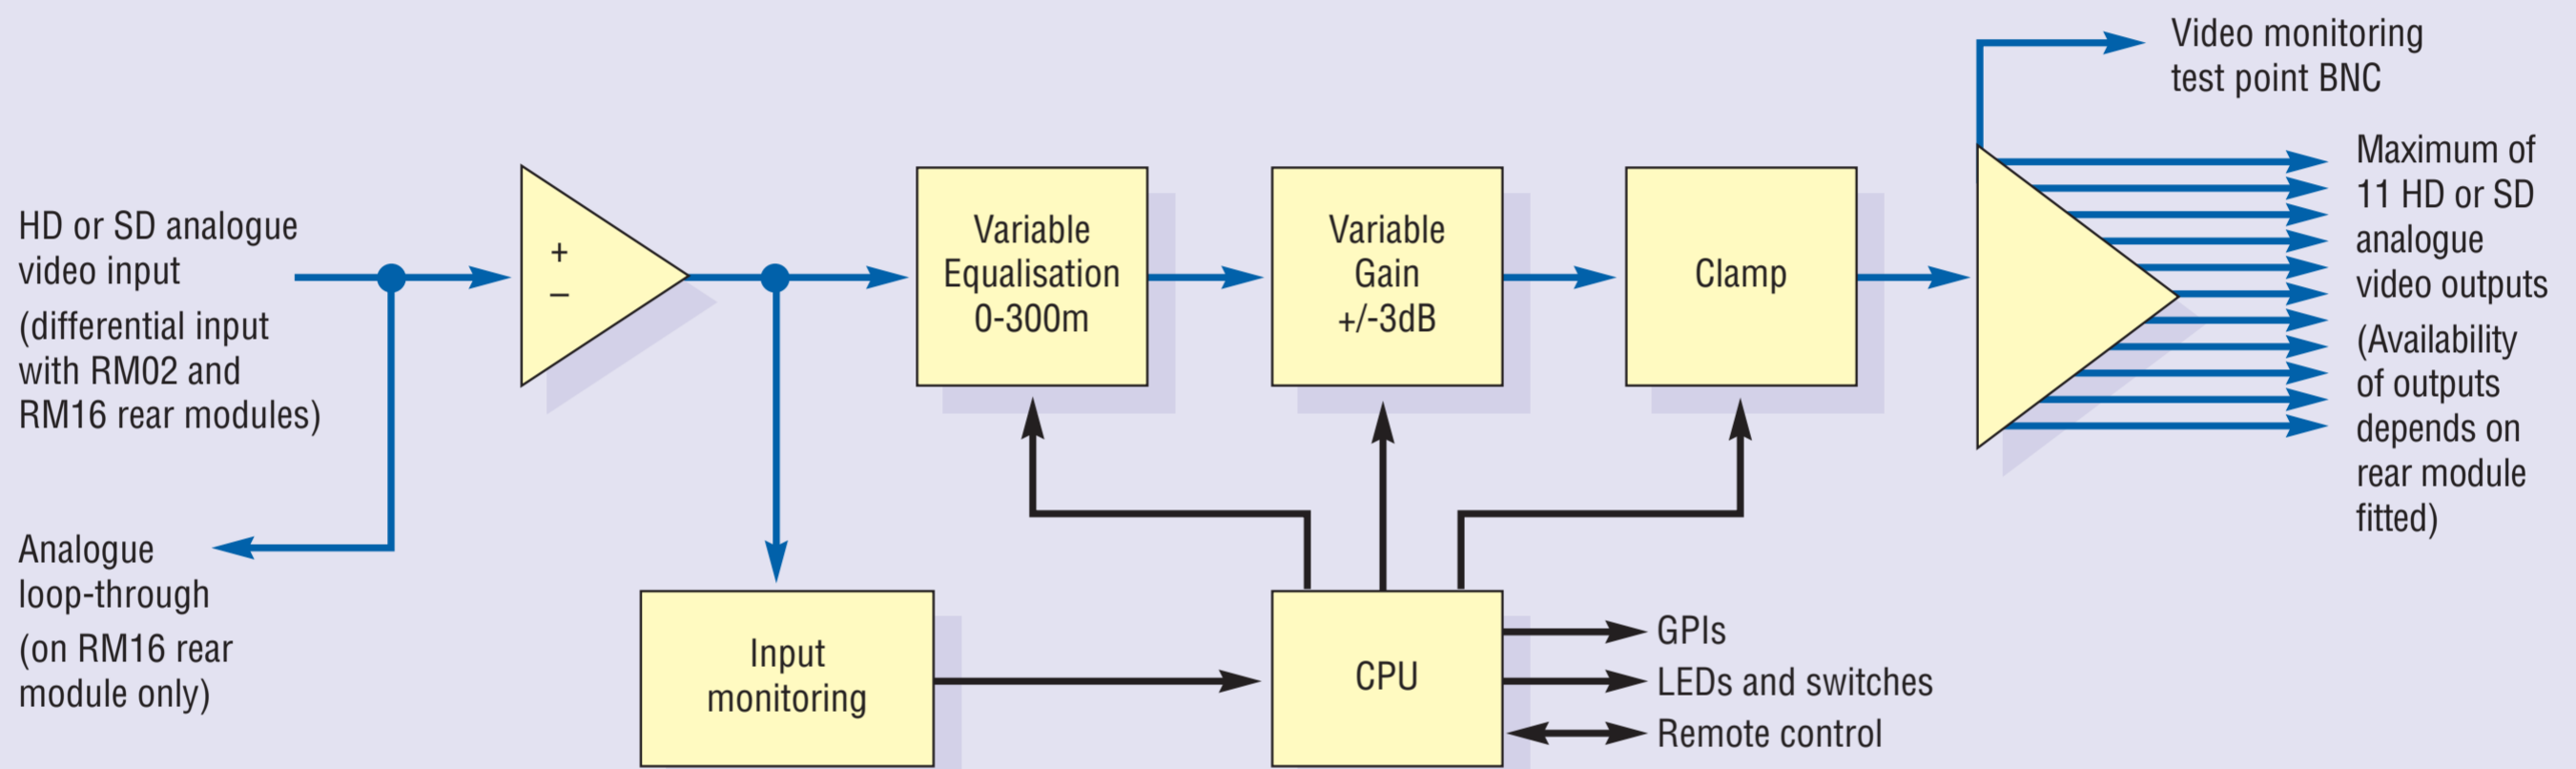 HD or SD analogue
video input
(differential input
with RM02 and
RM16 rear modules)
Analogue
loop-through
(on RM16 rear
module only)
+
–
Variable
Equalisation
0-300m
Variable
Gain
+/-3dB
Clamp
Video monitoring
test point BNC
Maximum of
11 HD or SD
analogue
video outputs
(Availability
of outputs
depends on
rear module
fitted)
Input
monitoring
CPU
GPIs
LEDs and switches
Remote control